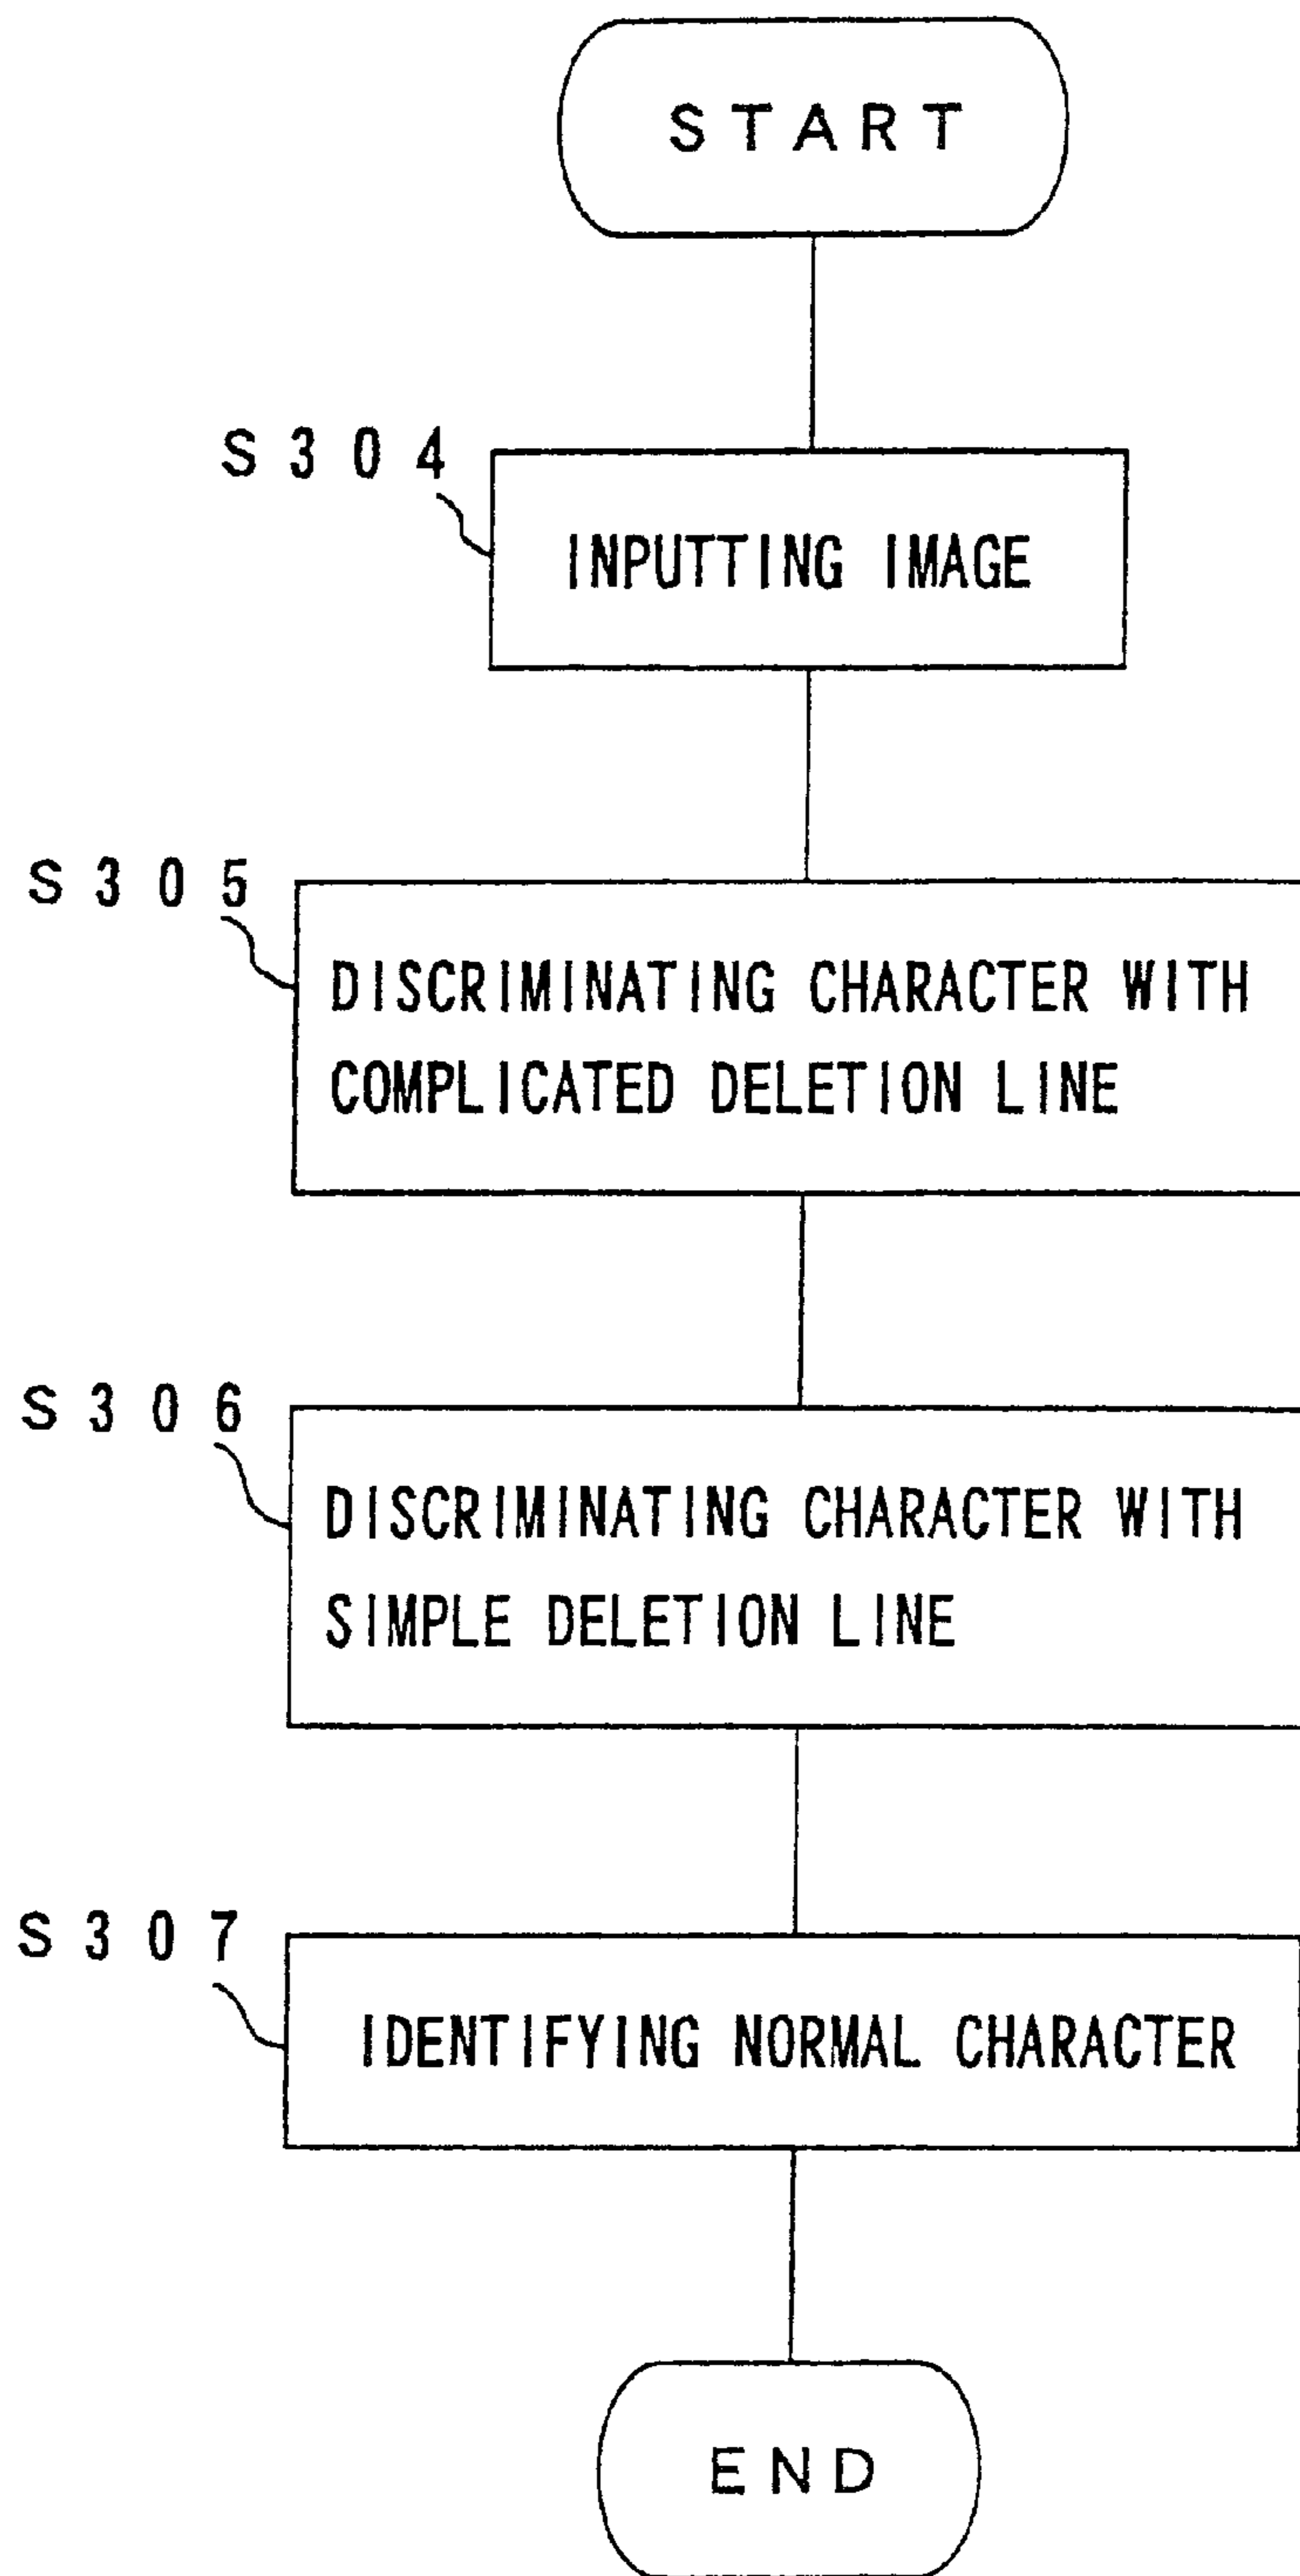 START
S304
INPUTTING IMAGE
S305
DISCRIMINATING CHARACTER WITH
COMPLICATED DELETION LINE
S306
DISCRIMINATING CHARACTER WITH
SIMPLE DELETION LINE
S307
IDENTIFYING NORMAL CHARACTER
END